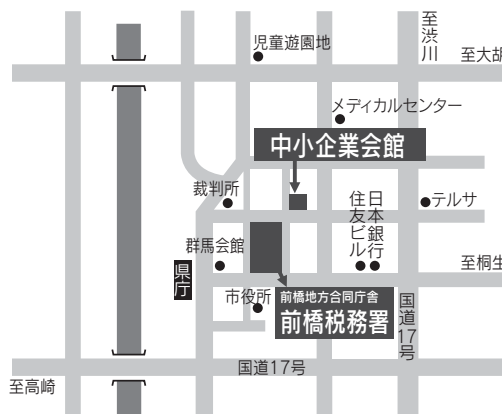 至渋川
児童遊園地
至大胡
メディカルセンター
中小企業会館
裁判所
テルサ
住友ビル
日本銀行
群馬会館
至桐生
県庁
市役所
前橋地方合同庁舎
前橋税務署
国道17号
国道17号
至高崎